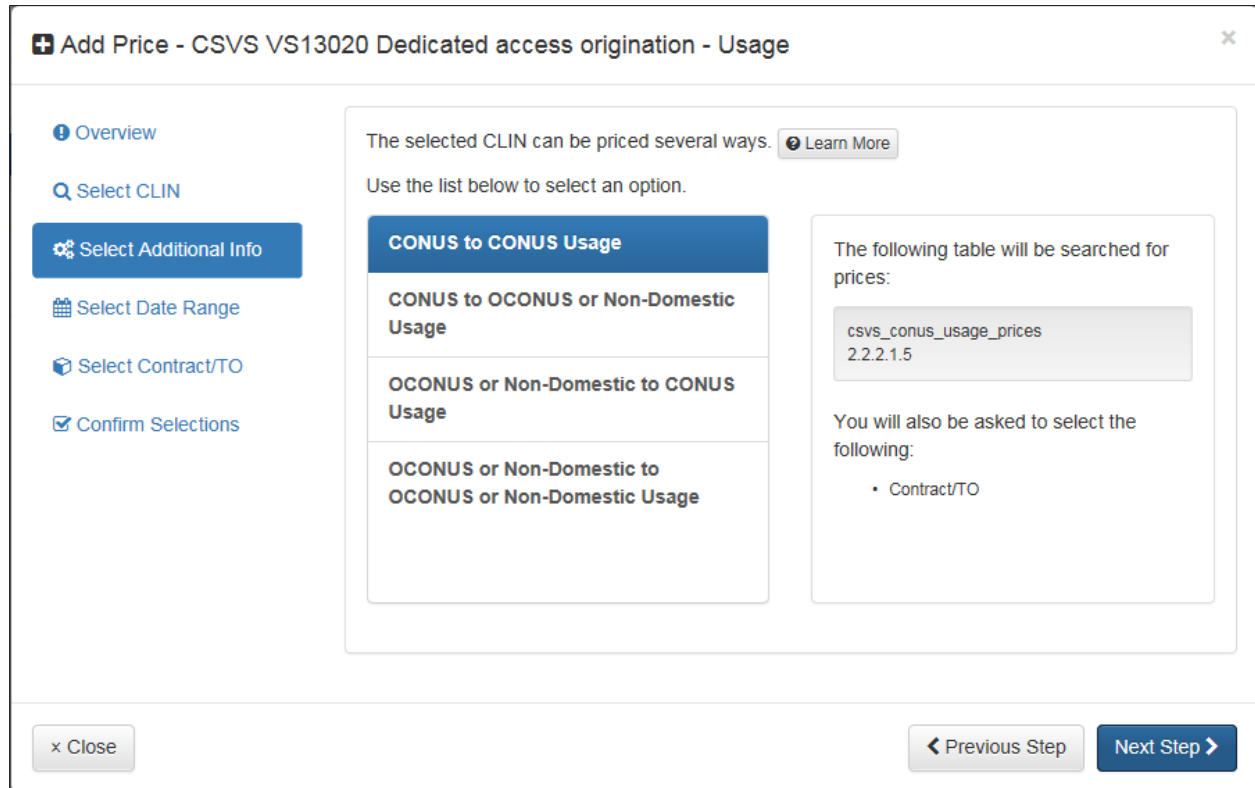 Add Price - CSVS VS13020 Dedicated access origination - Usage
×
Overview
Select CLIN
Select Additional Info
Select Date Range
Select Contract/TO
Confirm Selections
The selected CLIN can be priced several ways.
Learn More
Use the list below to select an option.
CONUS to CONUS Usage
CONUS to OCONUS or Non-Domestic
Usage
OCONUS or Non-Domestic to CONUS
Usage
OCONUS or Non-Domestic to
OCONUS or Non-Domestic Usage
The following table will be searched for
prices:
csvs_conus_usage_prices
2.2.2.1.5
You will also be asked to select the
following:
• Contract/TO
× Close
Previous Step
Next Step